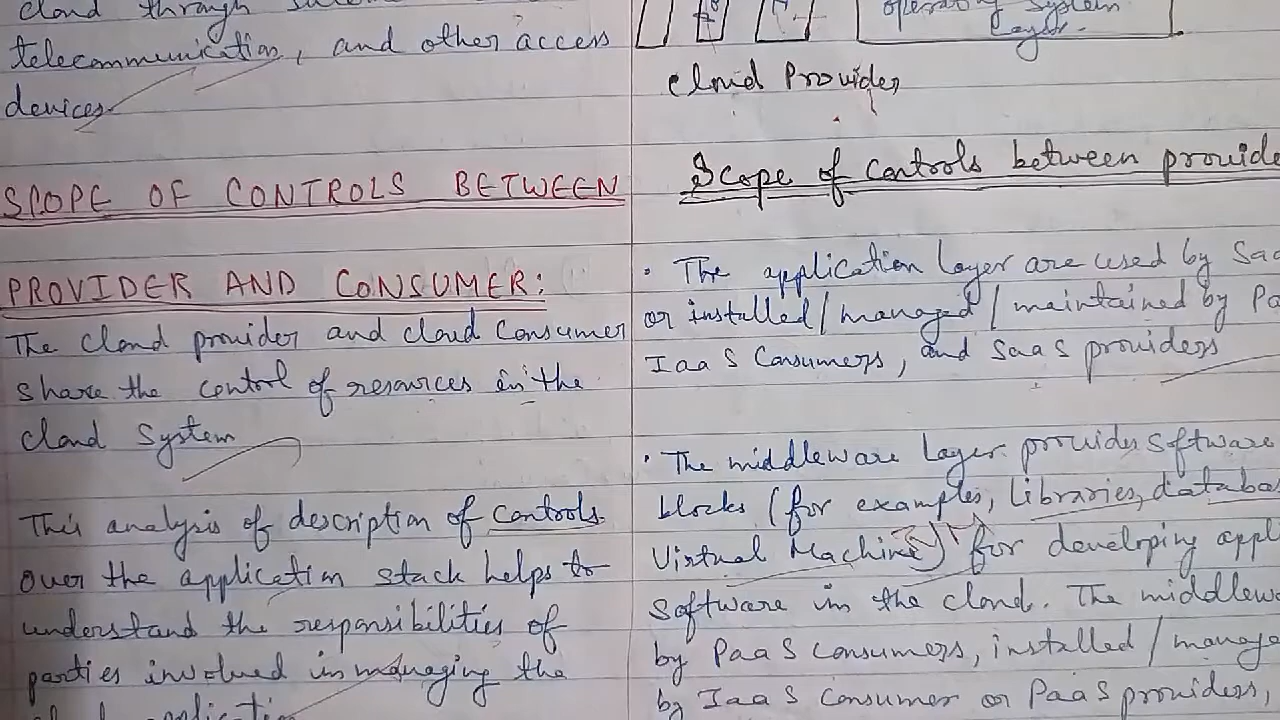 cloud through
telecommunication, and other access
devices.
SCOPE OF CONTROLS BETWEEN
PROVIDER AND CONSUMER:
The cloud provider and cloud Consumer
share the control of resources in the
cloud System
This analysis of description of controls
over the application stack helps to
understand the responsibilities of
parties involved in managing the
operating system
layer.
Cloud Provider
Scope of Controls between provide
• The application layer are used by Saa
or installed/managed/maintained by Pa
IaaS Consumers, and SaaS providers
• The middleware layer provides software
blocks (for examples, libraries, databas
Virtual Machine) for developing appl
software in the cloud. The middlewa
by PaaS consumers, installed/manage
by IaaS consumer or PaaS providers,